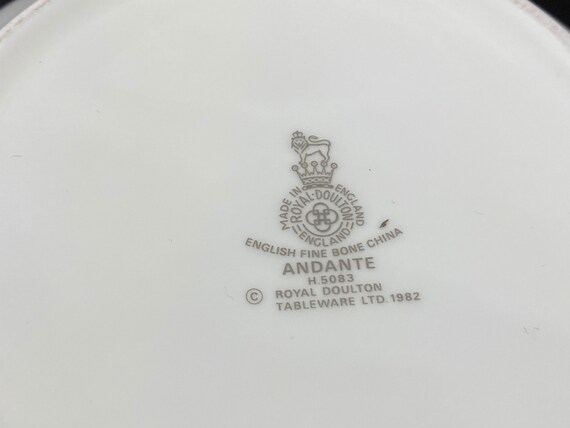 MADE IN ENGLAND
ROYAL·DOULTON
ENGLAND
ENGLISH FINE BONE CHINA
ANDANTE
H.5083
© ROYAL DOULTON
TABLEWARE LTD. 1982